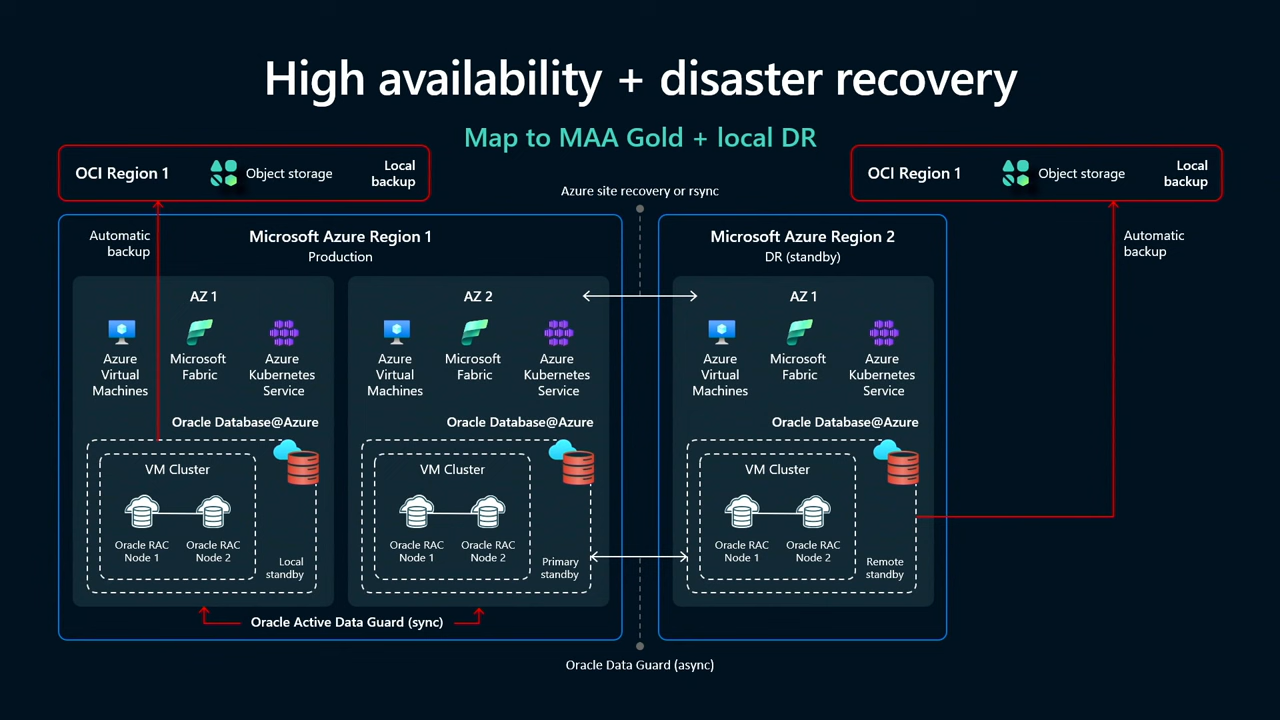 High availability + disaster recovery
Map to MAA Gold + local DR
OCI Region 1
Object storage
Local
backup
Azure site recovery or rsync
OCI Region 1
Object storage
Local
backup
Automatic
backup
Microsoft Azure Region 1
Production
AZ 1
Azure
Virtual
Machines
Microsoft
Fabric
Azure
Kubernetes
Service
Oracle Database@Azure
VM Cluster
Oracle RAC
Node 1
Oracle RAC
Node 2
Local
standby
AZ 2
Azure
Virtual
Machines
Microsoft
Fabric
Azure
Kubernetes
Service
Oracle Database@Azure
VM Cluster
Oracle RAC
Node 1
Oracle RAC
Node 2
Primary
standby
Oracle Active Data Guard (sync)
Microsoft Azure Region 2
DR (standby)
AZ 1
Azure
Virtual
Machines
Microsoft
Fabric
Azure
Kubernetes
Service
Oracle Database@Azure
VM Cluster
Oracle RAC
Node 1
Oracle RAC
Node 2
Remote
standby
Automatic
backup
Oracle Data Guard (async)